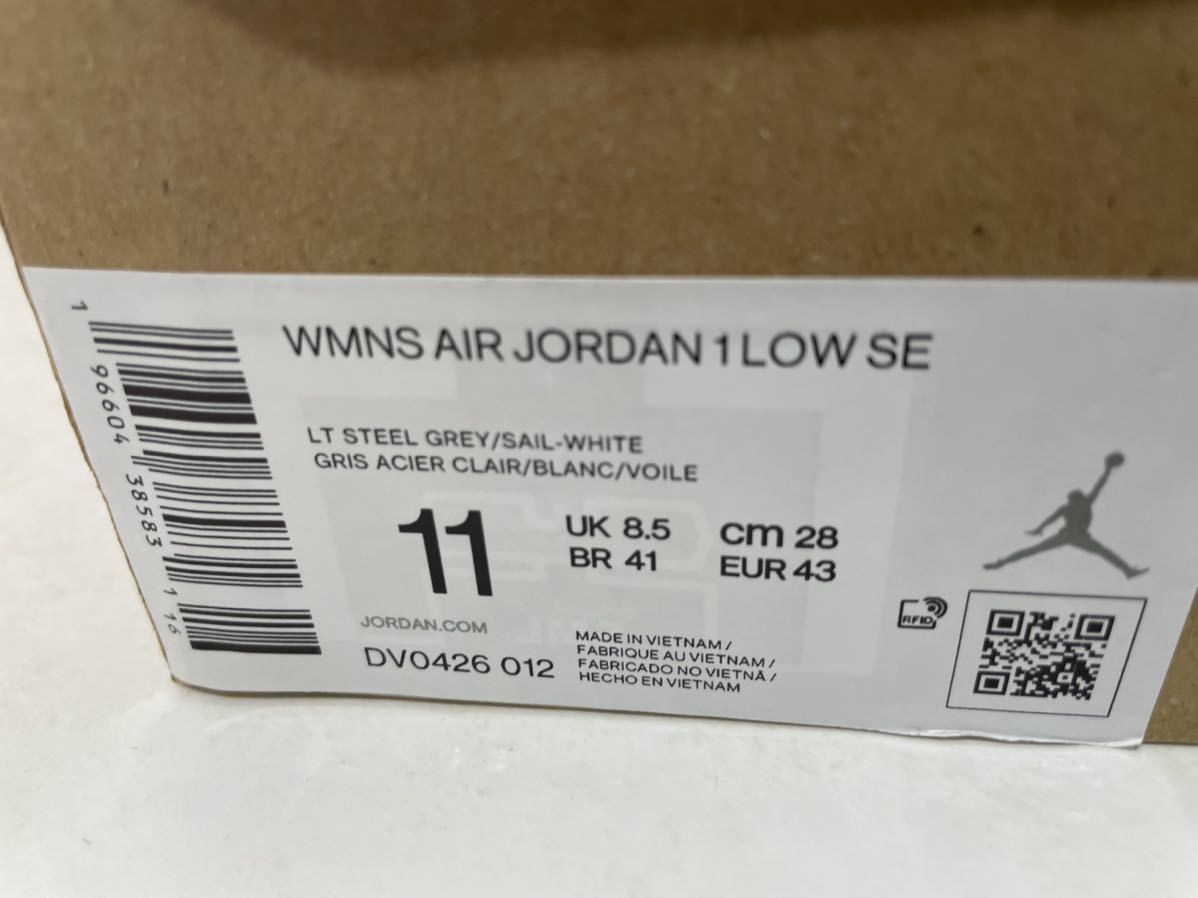 WMNS AIR JORDAN 1 LOW SE
LT STEEL GREY/SAIL-WHITE
GRIS ACIER CLAIR/BLANC/VOILE
11
UK 8.5
BR 41
cm 28
EUR 43
JORDAN.COM
DV0426 012
MADE IN VIETNAM /
FABRIQUE AU VIETNAM /
FABRICADO NO VIETNÃ /
HECHO EN VIETNAM
RFID
1 96604 38583 1 16